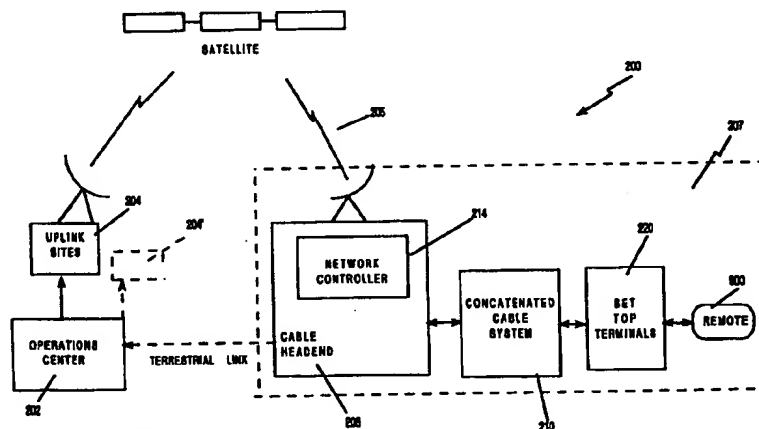 SATELLITE
200
207
204
UPLINK
SITES
204'
214
NETWORK
CONTROLLER
220
900
CONCATENATED
CABLE
SYSTEM
SET
TOP
TERMINALS
REMOTE
OPERATIONS
CENTER
TERRESTRIAL LINK
CABLE
HEADEND
202
208
210